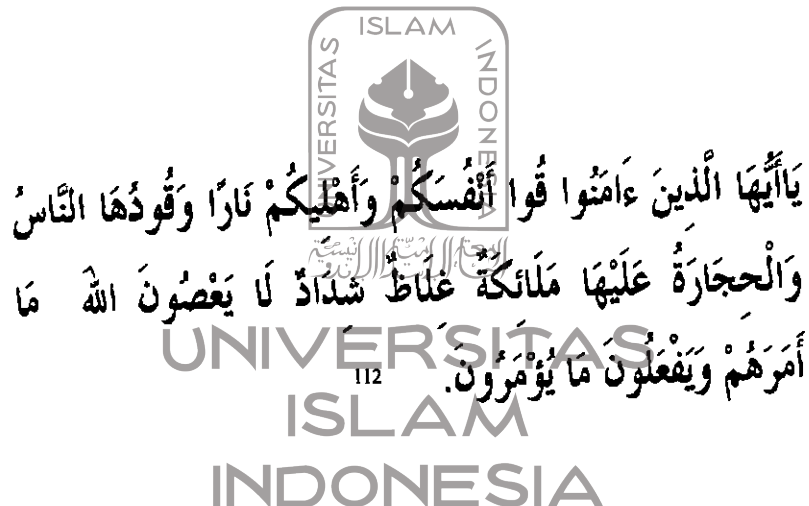 ISLAM
UNIVERSITAS
INDONESIA
يَاأَيُّهَا الَّذِينَ ءَامَنُوا قُوا أَنْفُسَكُمْ وَأَهْلِيكُمْ نَارًا وَقُودُهَا النَّاسُ
وَالْحِجَارَةُ عَلَيْهَا مَلَائِكَةٌ غِلَاظٌ شِدَادٌ لَا يَعْصُونَ اللهَ مَا
أَمَرَهُمْ وَيَفْعَلُونَ مَا يُؤْمَرُونَ. 112
UNIVERSITAS
ISLAM
INDONESIA